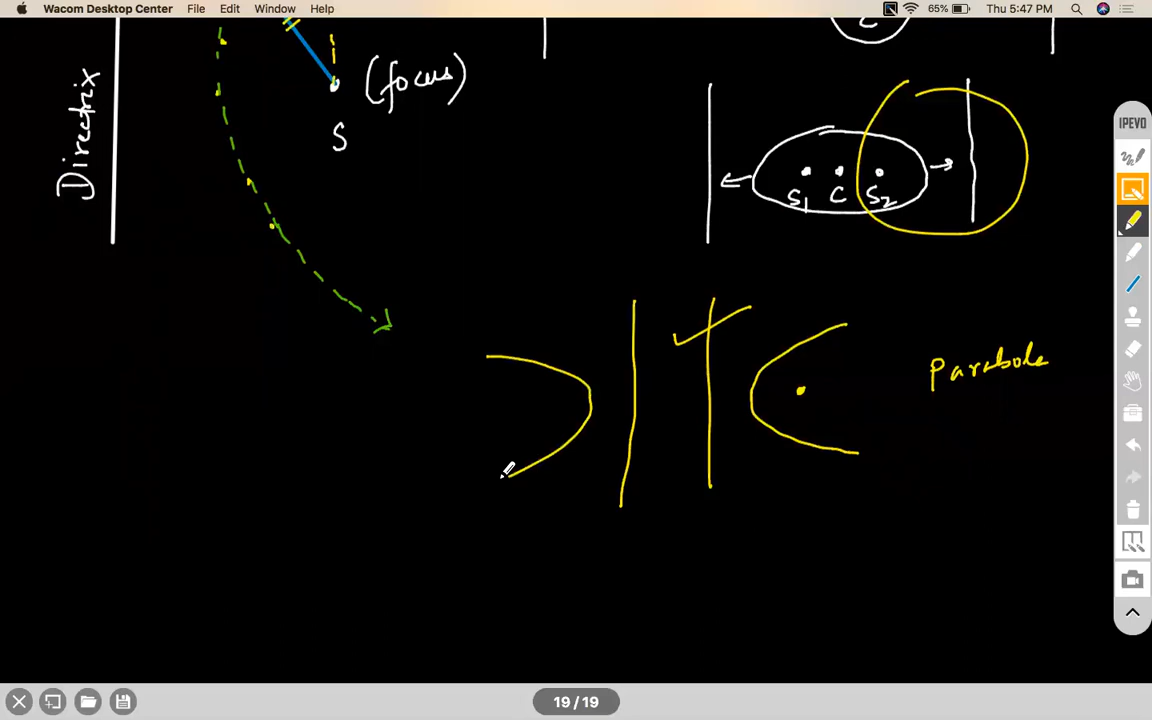 Wacom Desktop Center File Edit Window Help
65% Thu 5:47 PM
C
Directrix
(focus)
S
S1 C S2
IPEVO
Parabola
19 / 19